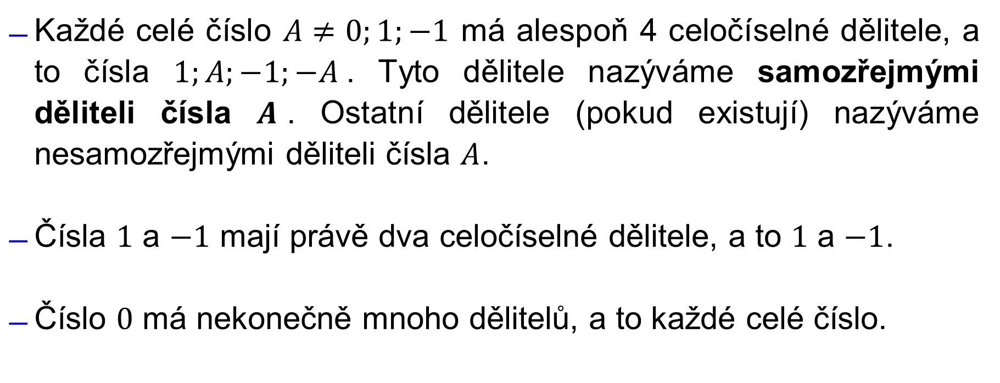 – Každé celé číslo A ≠ 0; 1; −1 má alespoň 4 celočíselné dělitele, a
to čísla 1; A; −1; −A . Tyto dělitele nazýváme samozřejmými
děliteli čísla A . Ostatní dělitele (pokud existují) nazýváme
nesamozřejmými děliteli čísla A.
– Čísla 1 a −1 mají právě dva celočíselné dělitele, a to 1 a −1.
– Číslo 0 má nekonečně mnoho dělitelů, a to každé celé číslo.